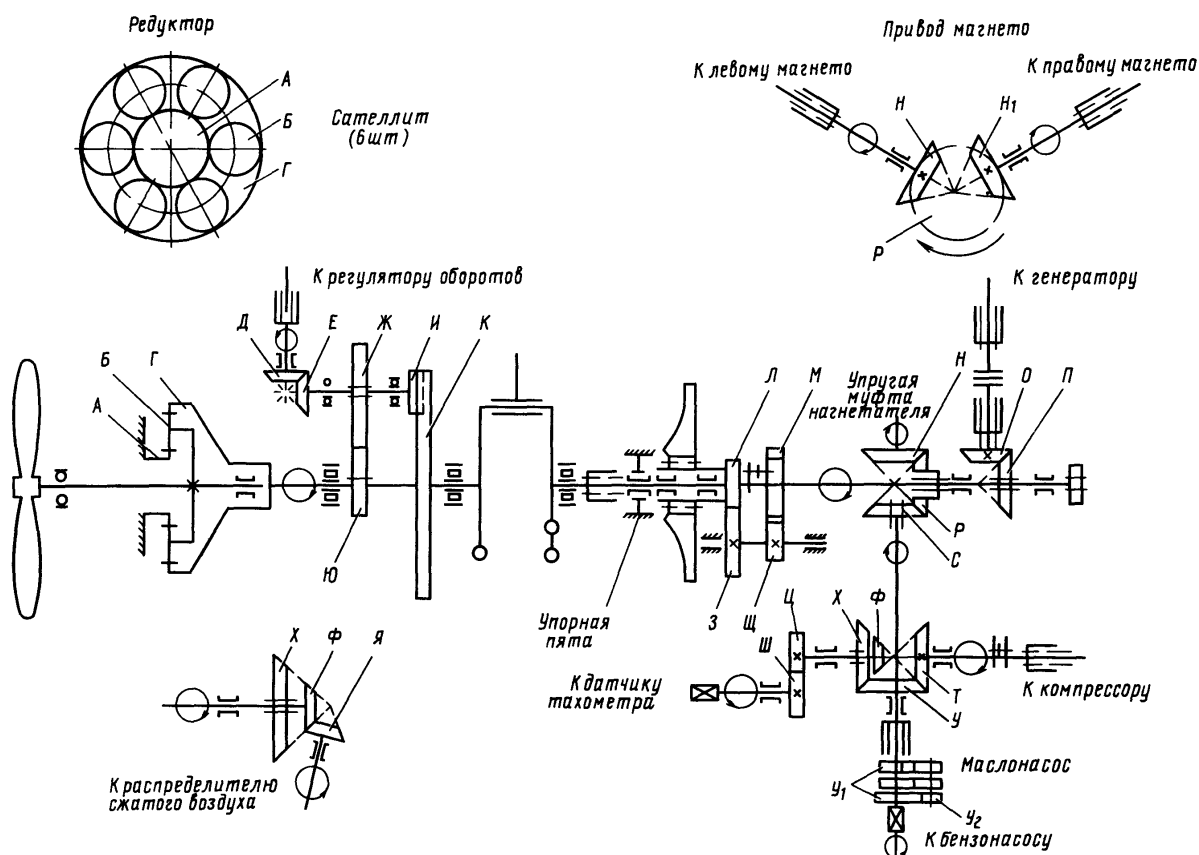 Редуктор
А
Б
Г
Сателлит
(6шт)
Привод магнето
К левому магнето
К правому магнето
Н
Н1
Р
К регулятору оборотов
Д
Е
Ж
И
К
Б
Г
А
Ю
Л
М
Упругая
муфта
нагнетателя
Н
К генератору
О
П
Р
С
Упорная
пята
З
Щ
Ц
Ш
Х
Ф
К датчику
тахометра
Т
У
К компрессору
Х
Ф
Я
К распределителю
сжатого воздуха
Маслонасос
У1
У2
К бензонасосу